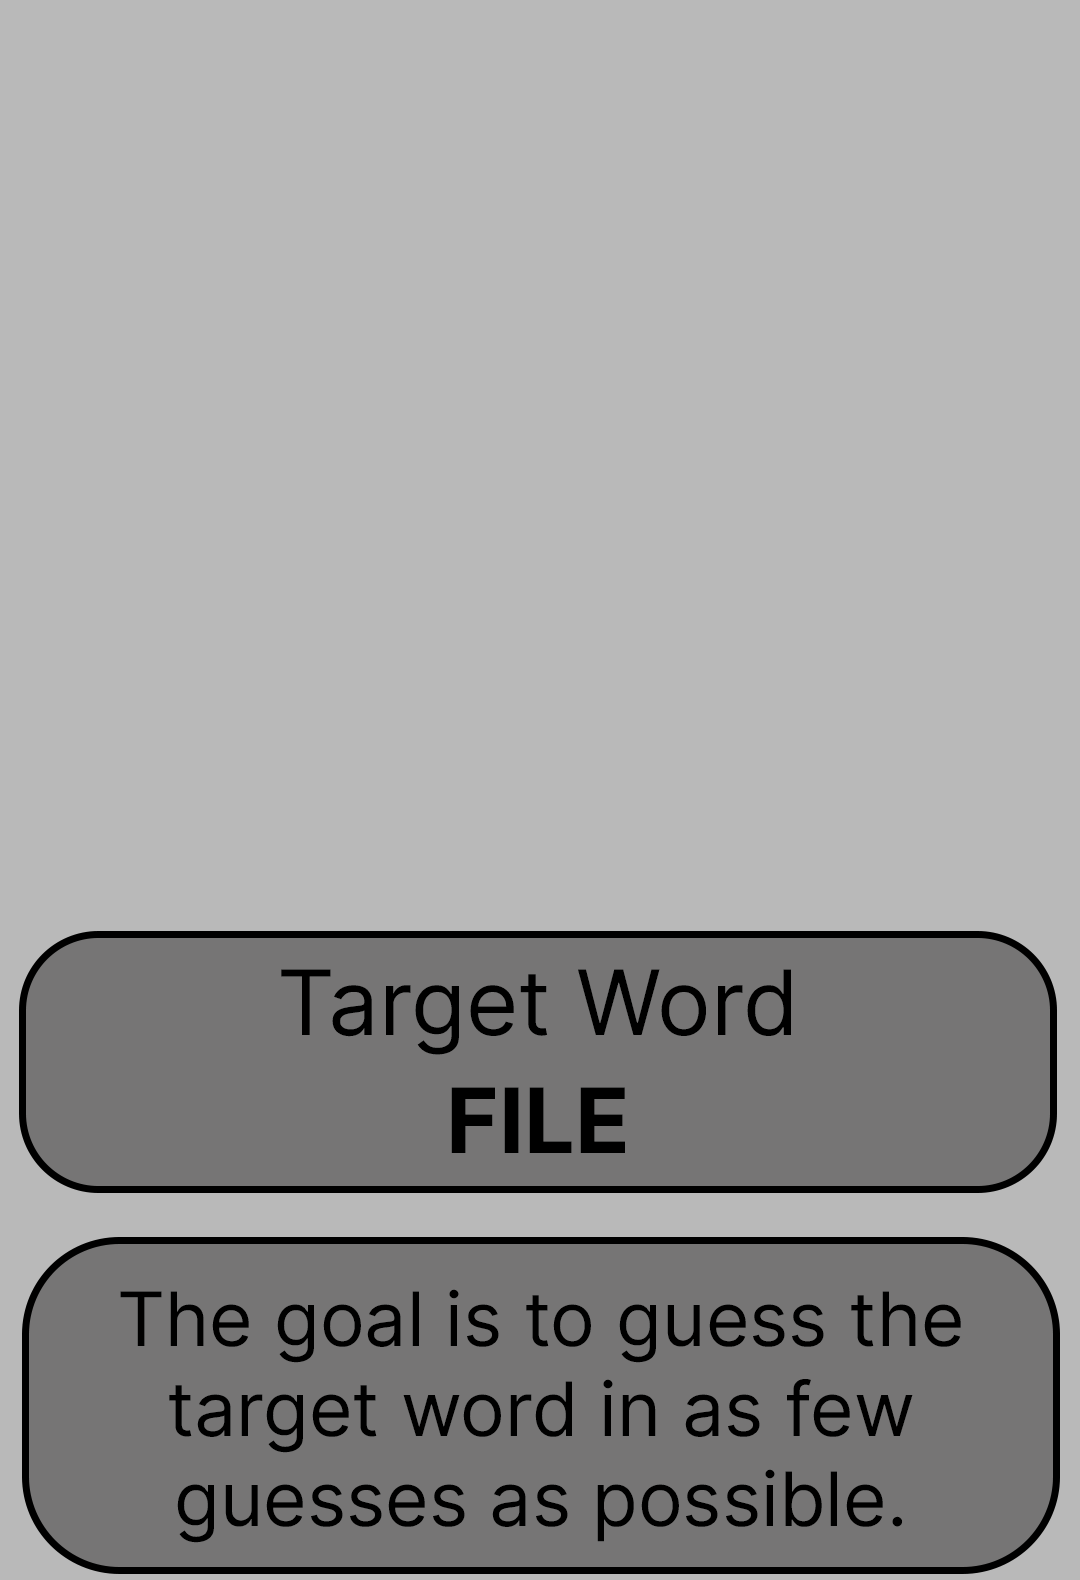 Target Word
FILE
The goal is to guess the
target word in as few
guesses as possible.